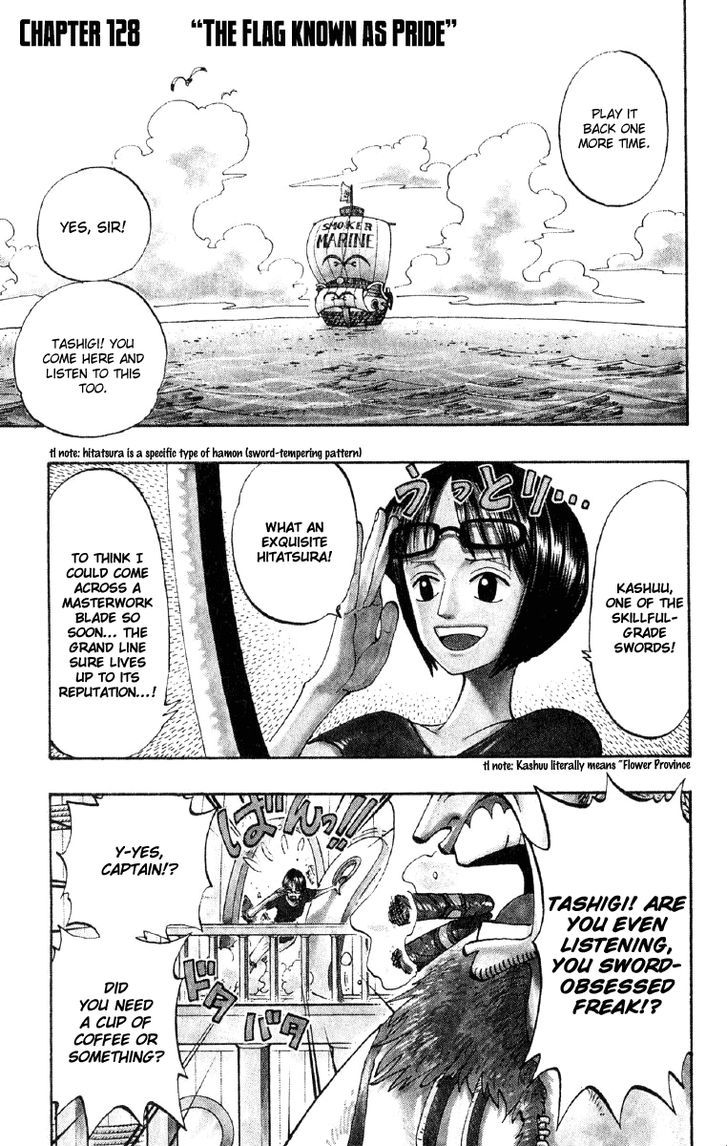 CHAPTER 128 "THE FLAG KNOWN AS PRIDE"
PLAY IT
BACK ONE
MORE TIME.
YES, SIR!
SMOKER
MARINE
TASHIGI! YOU
COME HERE AND
LISTEN TO THIS
TOO.
tl note: hitatsura is a specific type of hamon (sword-tempering pattern)
うっとり...
KASHUU,
ONE OF THE
SKILLFUL-
GRADE
SWORDS!
WHAT AN
EXQUISITE
HITATSURA!
TO THINK I
COULD COME
ACROSS A
MASTERWORK
BLADE SO
SOON... THE
GRAND LINE
SURE LIVES
UP TO ITS
REPUTATION...!
tl note: Kashuu literally means "Flower Province
TASHIGI! ARE
YOU EVEN
LISTENING,
YOU SWORD-
OBSESSED
FREAK!?
ばんっ!!
Y-YES,
CAPTAIN!?
ドタ
バタ
DID
YOU NEED
A CUP OF
COFFEE OR
SOMETHING?